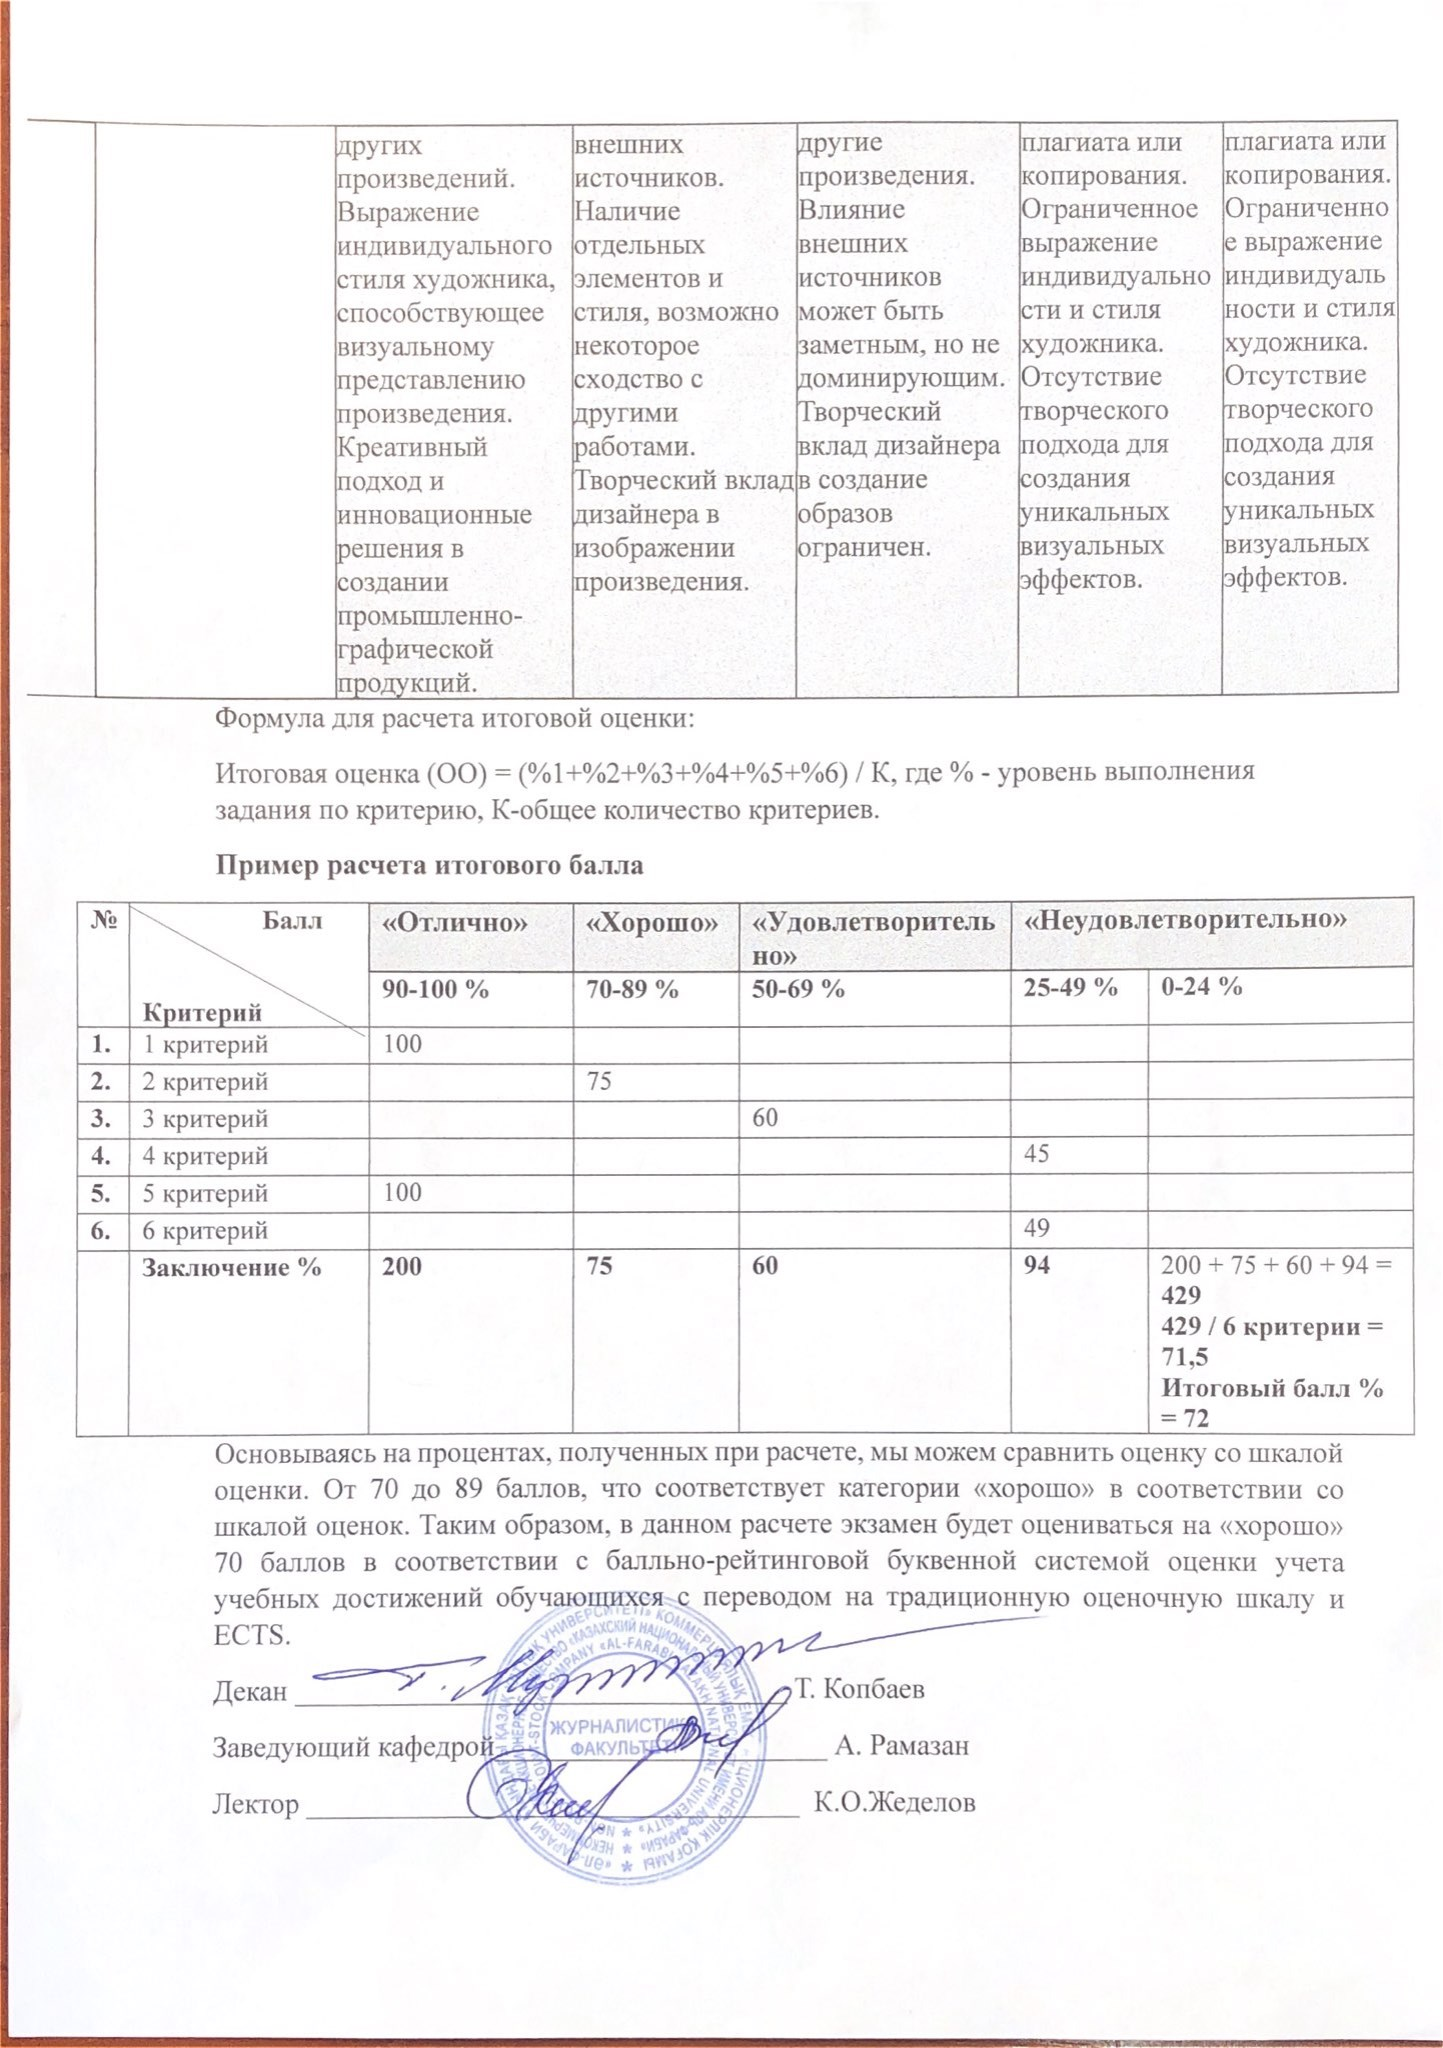 других
произведений.
Выражение
индивидуального
стиля художника,
способствующее
визуальному
представлению
произведения.
Креативный
подход и
инновационные
решения в
создании
промышленно-
графической
продукций.
внешних
источников.
Наличие
отдельных
элементов и
стиля, возможно
некоторое
сходство с
другими
работами.
Творческий вклад
дизайнера в
изображении
произведения.
другие
произведения.
Влияние
внешних
источников
может быть
заметным, но не
доминирующим.
Творческий
вклад дизайнера
в создание
образов
ограничен.
плагиата или
копирования.
Ограниченное
выражение
индивидуально
сти и стиля
художника.
Отсутствие
творческого
подхода для
создания
уникальных
визуальных
эффектов.
плагиата или
копирования.
Ограниченно
е выражение
индивидуаль
ности и стиля
художника.
Отсутствие
творческого
подхода для
создания
уникальных
визуальных
эффектов.
Формула для расчета итоговой оценки:
Итоговая оценка (ОО) = (%1+%2+%3+%4+%5+%6) / К, где % - уровень выполнения
задания по критерию, К-общее количество критериев.
Пример расчета итогового балла
№ Балл «Отлично» «Хорошо» «Удовлетворитель «Неудовлетворительно»
но»
Критерий 90-100 % 70-89 % 50-69 % 25-49 % 0-24 %
1. 1 критерий 100
2. 2 критерий 75
3. 3 критерий 60
4. 4 критерий 45
5. 5 критерий 100
6. 6 критерий 49
Заключение % 200 75 60 94 200 + 75 + 60 + 94 =
429
429 / 6 критерии =
71,5
Итоговый балл %
= 72
Основываясь на процентах, полученных при расчете, мы можем сравнить оценку со шкалой
оценки. От 70 до 89 баллов, что соответствует категории «хорошо» в соответствии со
шкалой оценок. Таким образом, в данном расчете экзамен будет оцениваться на «хорошо»
70 баллов в соответствии с балльно-рейтинговой буквенной системой оценки учета
учебных достижений обучающихся с переводом на традиционную оценочную шкалу и
ECTS.
Декан Т. Копбаев
Заведующий кафедрой А. Рамазан
Лектор К.О.Жеделов
ЖУРНАЛИСТИКА
ФАКУЛЬТЕТІ